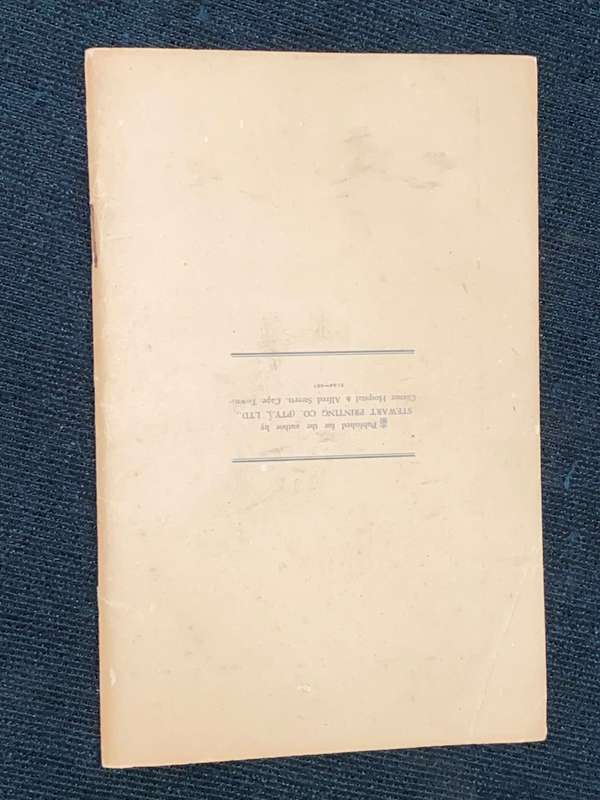 Published for the author by
STEWART PRINTING CO. (PTY.), LTD.,
Corner Hospital & Alfred Streets, Cape Town.